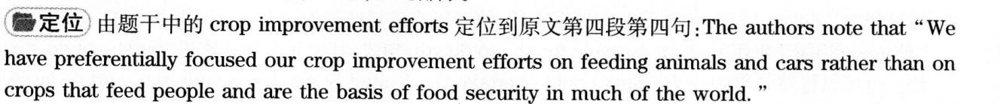 定位 由题干中的 crop improvement efforts 定位到原文第四段第四句:The authors note that “We
have preferentially focused our crop improvement efforts on feeding animals and cars rather than on
crops that feed people and are the basis of food security in much of the world. ”